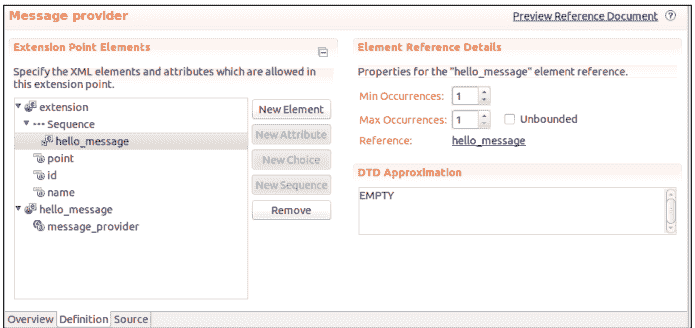 Message provider
Preview Reference Document
Extension Point Elements
Specify the XML elements and attributes which are allowed in
this extension point.
extension
Sequence
hello_message
point
id
name
hello_message
message_provider
New Element
New Attribute
New Choice
New Sequence
Remove
Element Reference Details
Properties for the "hello_message" element reference.
Min Occurrences: 1
Max Occurrences: 1 Unbounded
Reference: hello_message
DTD Approximation
EMPTY
Overview Definition Source